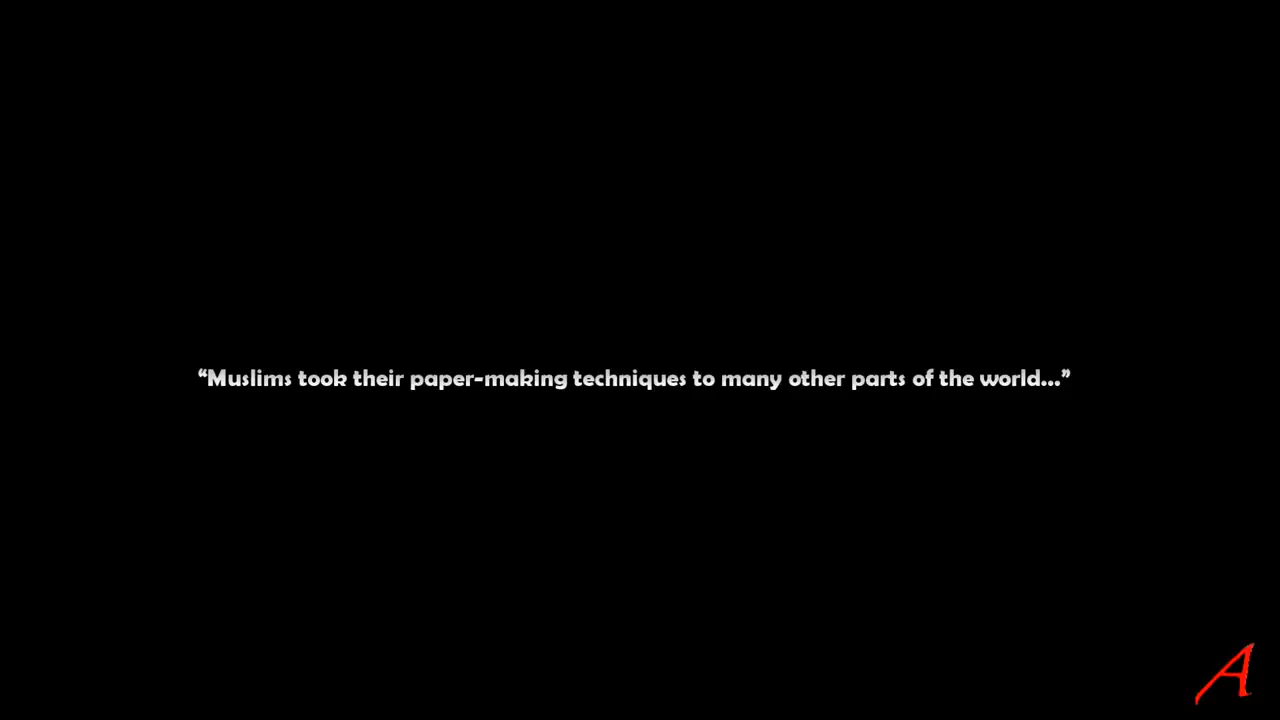 “Muslims took their paper-making techniques to many other parts of the world...”
A